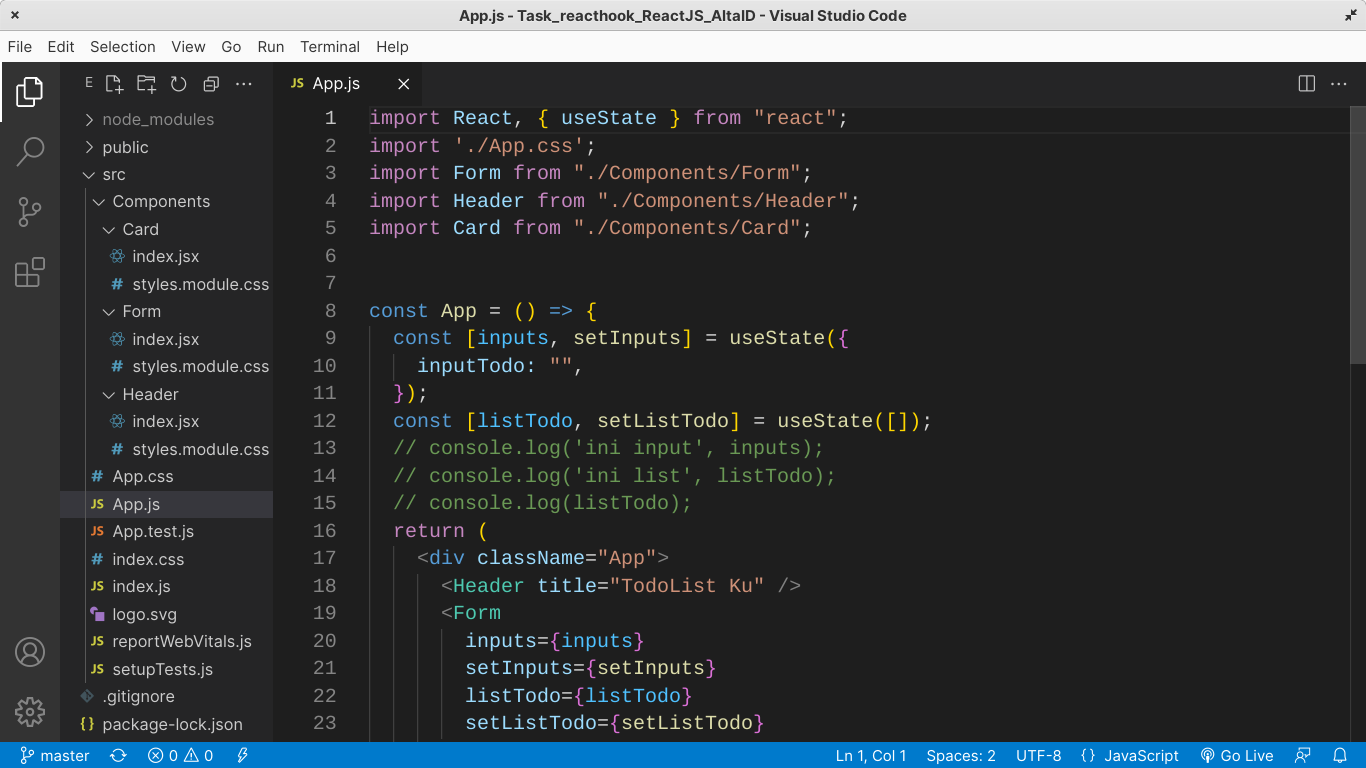 App.js - Task_reacthook_ReactJS_AltaID - Visual Studio Code
File Edit Selection View Go Run Terminal Help
E
node_modules
public
src
Components
Card
index.jsx
# styles.module.css
Form
index.jsx
# styles.module.css
Header
index.jsx
# styles.module.css
# App.css
JS App.js
JS App.test.js
# index.css
JS index.js
logo.svg
JS reportWebVitals.js
JS setupTests.js
.gitignore
{} package-lock.json
JS App.js
1 import React, { useState } from "react";
2 import './App.css';
3 import Form from "./Components/Form";
4 import Header from "./Components/Header";
5 import Card from "./Components/Card";
6
7
8 const App = () => {
9 const [inputs, setInputs] = useState({
10 inputTodo: "",
11 });
12 const [listTodo, setListTodo] = useState([]);
13 // console.log('ini input', inputs);
14 // console.log('ini list', listTodo);
15 // console.log(listTodo);
16 return (
17 <div className="App">
18 <Header title="TodoList Ku" />
19 <Form
20 inputs={inputs}
21 setInputs={setInputs}
22 listTodo={listTodo}
23 setListTodo={setListTodo}
master 0 0 Ln 1, Col 1 Spaces: 2 UTF-8 {} JavaScript Go Live